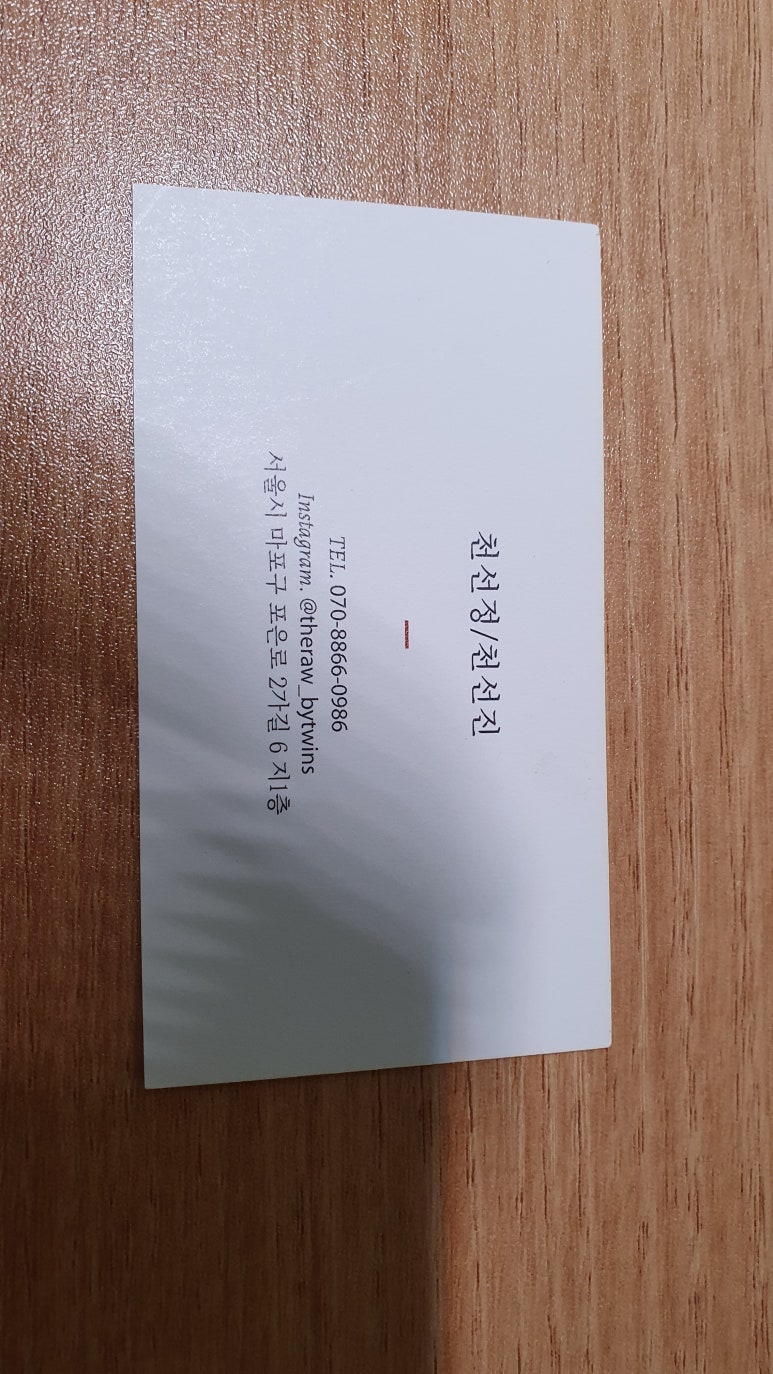 천선정/천선진
TEL. 070-8866-0986
Instagram. @theraw_bytwins
서울시 마포구 포은로 2가길 6 지1층